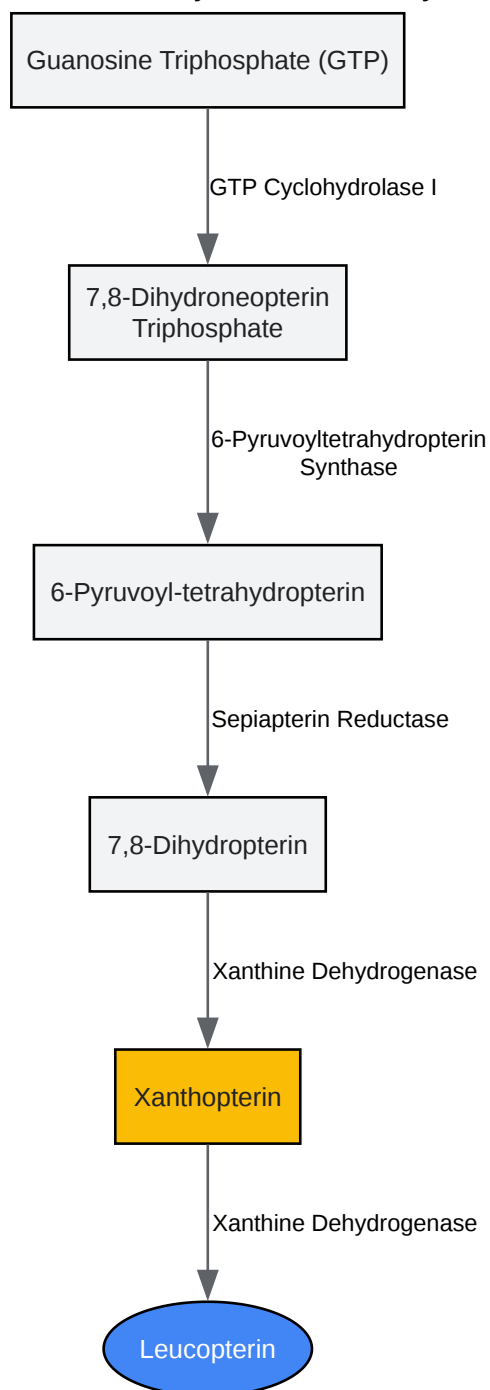 Guanosine Triphosphate (GTP)
GTP Cyclohydrolase I
7,8-Dihydroneopterin
Triphosphate
6-Pyruvoyltetrahydropterin
Synthase
6-Pyruvoyl-tetrahydropterin
Sepiapterin Reductase
7,8-Dihydropterin
Xanthine Dehydrogenase
Xanthopterin
Xanthine Dehydrogenase
Leucopterin